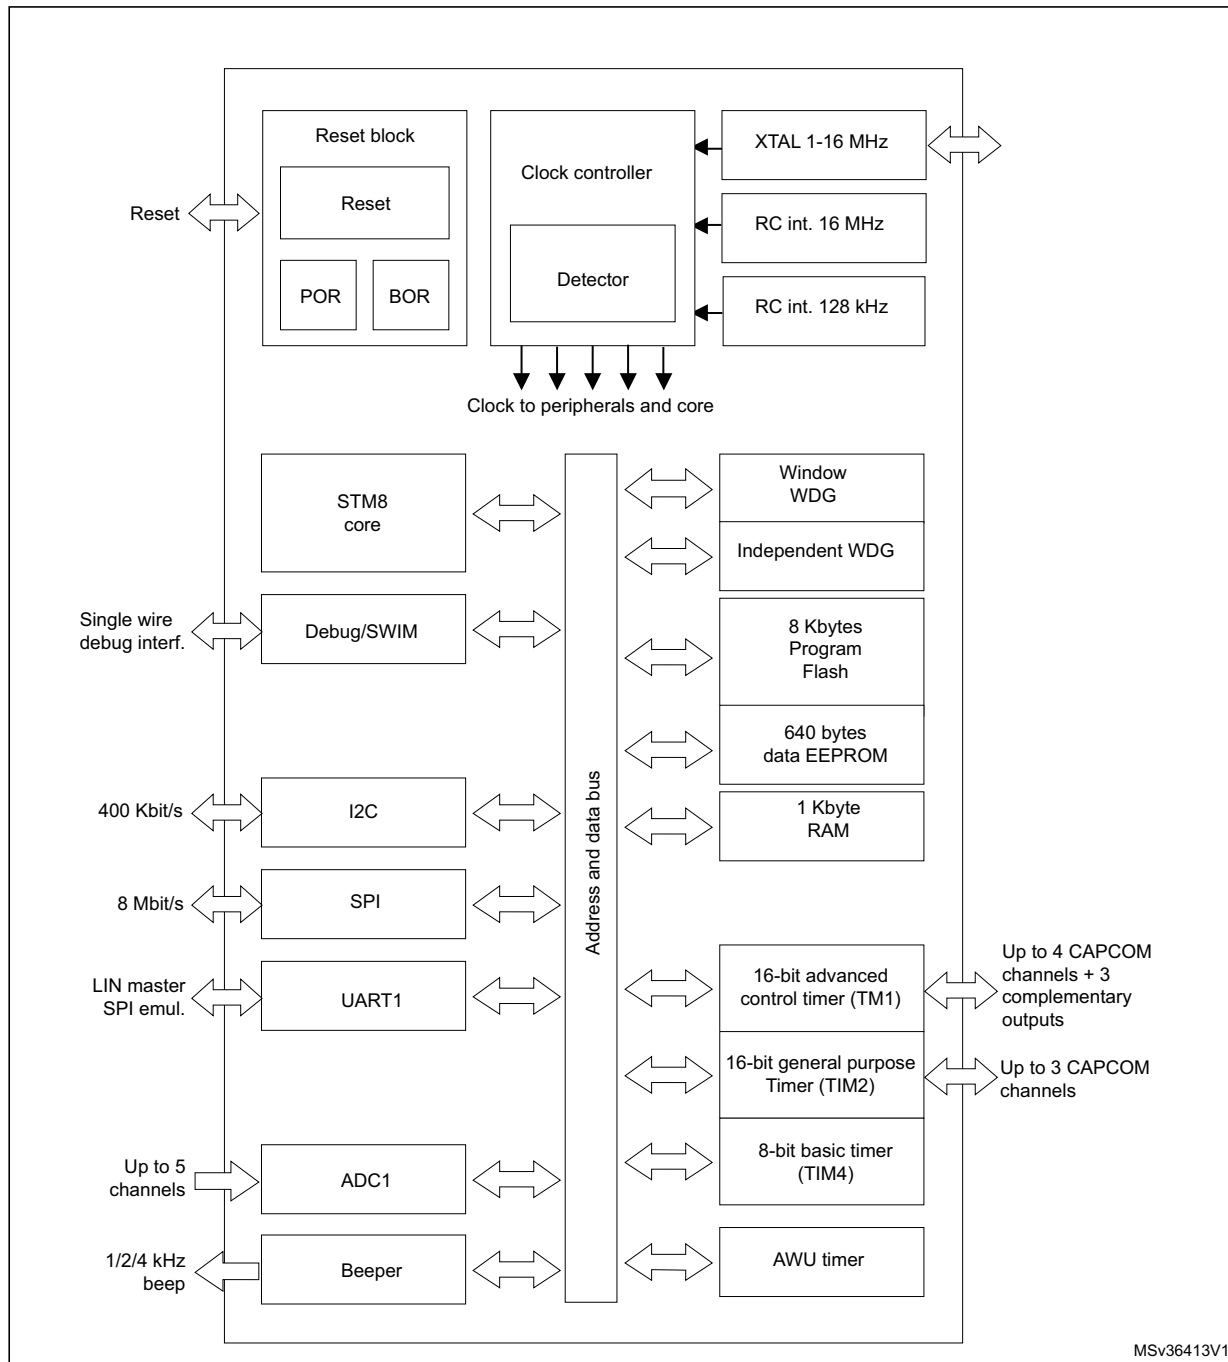 Reset block
Reset
POR
BOR
Reset
Clock controller
Detector
XTAL 1-16 MHz
RC int. 16 MHz
RC int. 128 kHz
Clock to peripherals and core
STM8
core
Single wire
debug interf.
Debug/SWIM
400 Kbit/s
I2C
8 Mbit/s
SPI
LIN master
SPI emul.
UART1
Up to 5
channels
ADC1
1/2/4 kHz
beep
Beeper
Address and data bus
Window
WDG
Independent WDG
8 Kbytes
Program
Flash
640 bytes
data EEPROM
1 Kbyte
RAM
16-bit advanced
control timer (TM1)
Up to 4 CAPCOM
channels + 3
complementary
outputs
16-bit general purpose
Timer (TIM2)
Up to 3 CAPCOM
channels
8-bit basic timer
(TIM4)
AWU timer
MSv36413V1